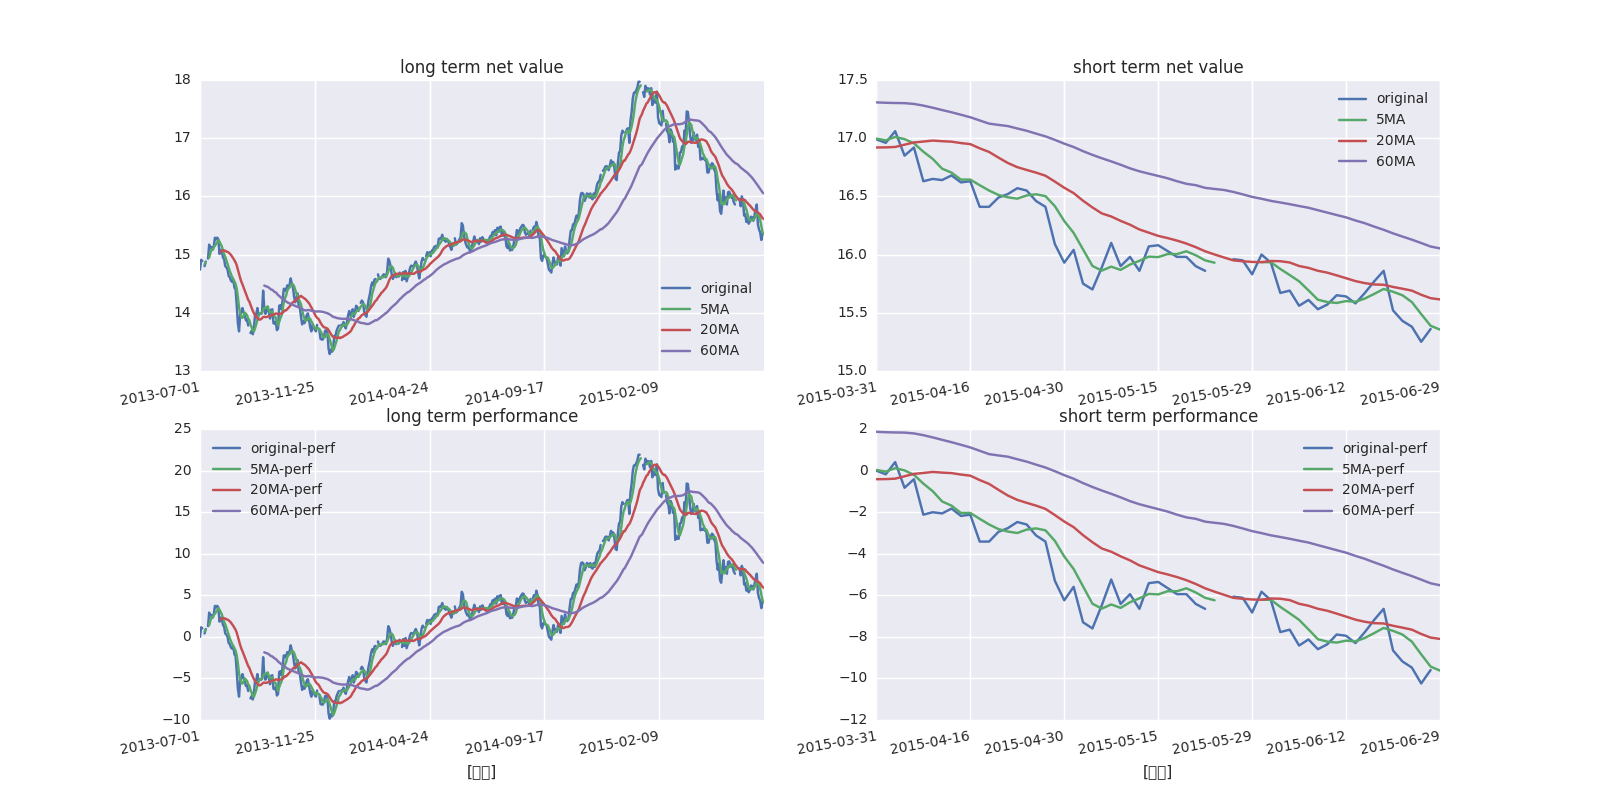 long term net value
18
17
16
15
14
13
original
5MA
20MA
60MA
2013-07-01
2013-11-25
2014-04-24
2014-09-17
2015-02-09
short term net value
17.5
17.0
16.5
16.0
15.5
15.0
original
5MA
20MA
60MA
2015-03-31
2015-04-16
2015-04-30
2015-05-15
2015-05-29
2015-06-12
2015-06-29
long term performance
25
20
15
10
5
0
−5
−10
original-perf
5MA-perf
20MA-perf
60MA-perf
2013-07-01
2013-11-25
2014-04-24
2014-09-17
2015-02-09
short term performance
2
0
−2
−4
−6
−8
−10
−12
original-perf
5MA-perf
20MA-perf
60MA-perf
2015-03-31
2015-04-16
2015-04-30
2015-05-15
2015-05-29
2015-06-12
2015-06-29